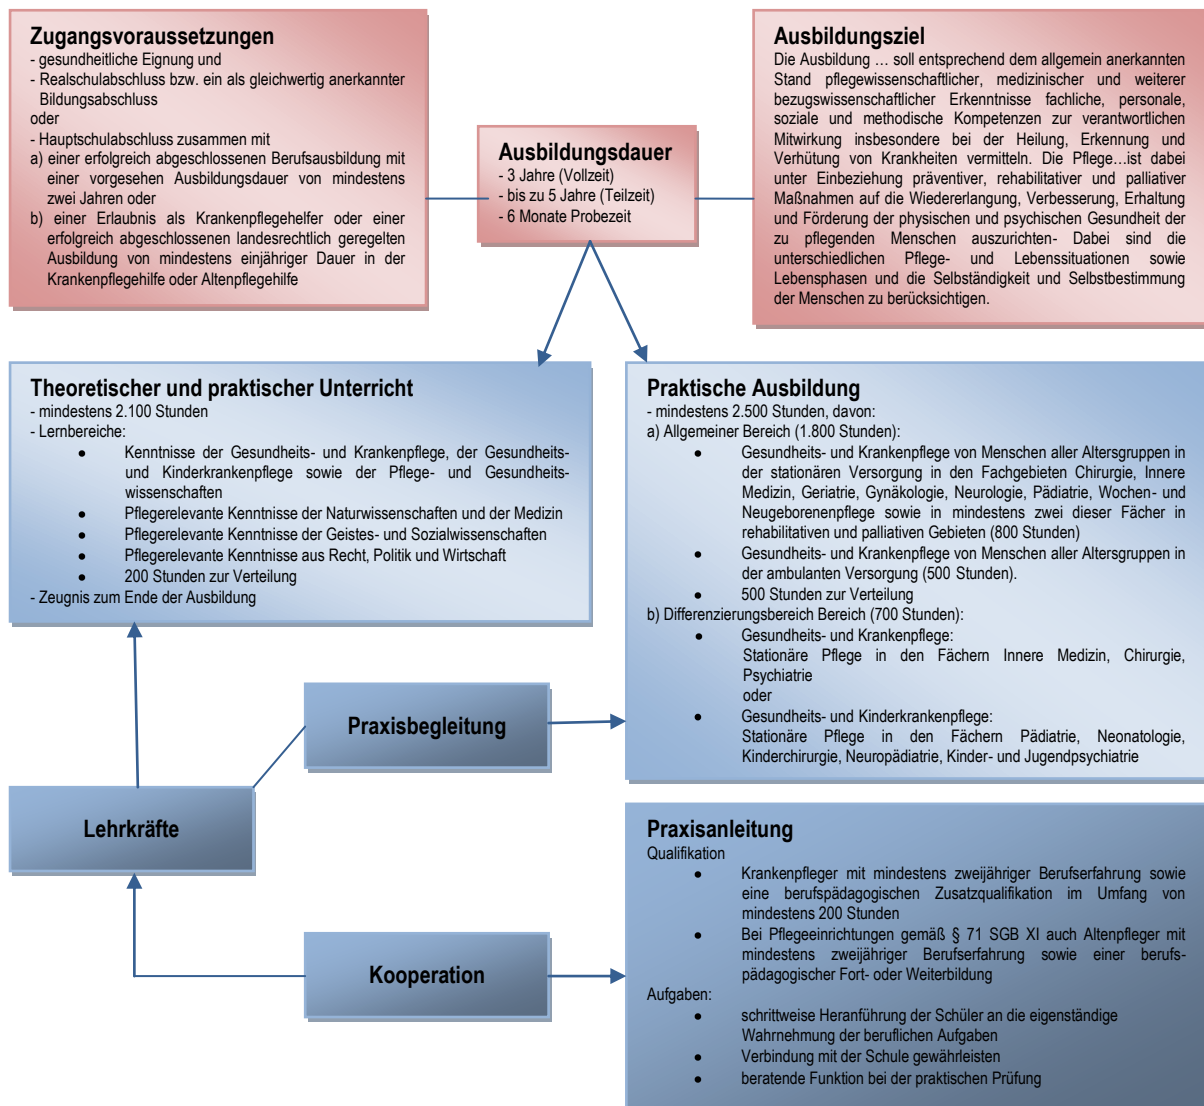 Zugangsvoraussetzungen
- gesundheitliche Eignung und
- Realschulabschluss bzw. ein als gleichwertig anerkannter
Bildungsabschluss
oder
- Hauptschulabschluss zusammen mit
a) einer erfolgreich abgeschlossenen Berufsausbildung mit
einer vorgesehen Ausbildungsdauer von mindestens
zwei Jahren oder
b) einer Erlaubnis als Krankenpflegehelfer oder einer
erfolgreich abgeschlossenen landesrechtlich geregelten
Ausbildung von mindestens einjähriger Dauer in der
Krankenpflegehilfe oder Altenpflegehilfe
Ausbildungsdauer
- 3 Jahre (Vollzeit)
- bis zu 5 Jahre (Teilzeit)
- 6 Monate Probezeit
Ausbildungsziel
Die Ausbildung … soll entsprechend dem allgemein anerkannten
Stand pflegewissenschaftlicher, medizinischer und weiterer
bezugswissenschaftlicher Erkenntnisse fachliche, personale,
soziale und methodische Kompetenzen zur verantwortlichen
Mitwirkung insbesondere bei der Heilung, Erkennung und
Verhütung von Krankheiten vermitteln. Die Pflege…ist dabei
unter Einbeziehung präventiver, rehabilitativer und palliativer
Maßnahmen auf die Wiedererlangung, Verbesserung, Erhaltung
und Förderung der physischen und psychischen Gesundheit der
zu pflegenden Menschen auszurichten- Dabei sind die
unterschiedlichen Pflege- und Lebenssituationen sowie
Lebensphasen und die Selbständigkeit und Selbstbestimmung
der Menschen zu berücksichtigen.
Theoretischer und praktischer Unterricht
- mindestens 2.100 Stunden
- Lernbereiche:
● Kenntnisse der Gesundheits- und Krankenpflege, der Gesundheits-
und Kinderkrankenpflege sowie der Pflege- und Gesundheits-
wissenschaften
● Pflegerelevante Kenntnisse der Naturwissenschaften und der Medizin
● Pflegerelevante Kenntnisse der Geistes- und Sozialwissenschaften
● Pflegerelevante Kenntnisse aus Recht, Politik und Wirtschaft
● 200 Stunden zur Verteilung
- Zeugnis zum Ende der Ausbildung
Praktische Ausbildung
- mindestens 2.500 Stunden, davon:
a) Allgemeiner Bereich (1.800 Stunden):
● Gesundheits- und Krankenpflege von Menschen aller Altersgruppen in
der stationären Versorgung in den Fachgebieten Chirurgie, Innere
Medizin, Geriatrie, Gynäkologie, Neurologie, Pädiatrie, Wochen- und
Neugeborenenpflege sowie in mindestens zwei dieser Fächer in
rehabilitativen und palliativen Gebieten (800 Stunden)
● Gesundheits- und Krankenpflege von Menschen aller Altersgruppen in
der ambulanten Versorgung (500 Stunden).
● 500 Stunden zur Verteilung
b) Differenzierungsbereich Bereich (700 Stunden):
● Gesundheits- und Krankenpflege:
Stationäre Pflege in den Fächern Innere Medizin, Chirurgie,
Psychiatrie
oder
● Gesundheits- und Kinderkrankenpflege:
Stationäre Pflege in den Fächern Pädiatrie, Neonatologie,
Kinderchirurgie, Neuropädiatrie, Kinder- und Jugendpsychiatrie
Praxisbegleitung
Lehrkräfte
Kooperation
Praxisanleitung
Qualifikation
● Krankenpfleger mit mindestens zweijähriger Berufserfahrung sowie
eine berufspädagogischen Zusatzqualifikation im Umfang von
mindestens 200 Stunden
● Bei Pflegeeinrichtungen gemäß § 71 SGB XI auch Altenpfleger mit
mindestens zweijähriger Berufserfahrung sowie einer berufs-
pädagogischer Fort- oder Weiterbildung
Aufgaben:
● schrittweise Heranführung der Schüler an die eigenständige
Wahrnehmung der beruflichen Aufgaben
● Verbindung mit der Schule gewährleisten
● beratende Funktion bei der praktischen Prüfung